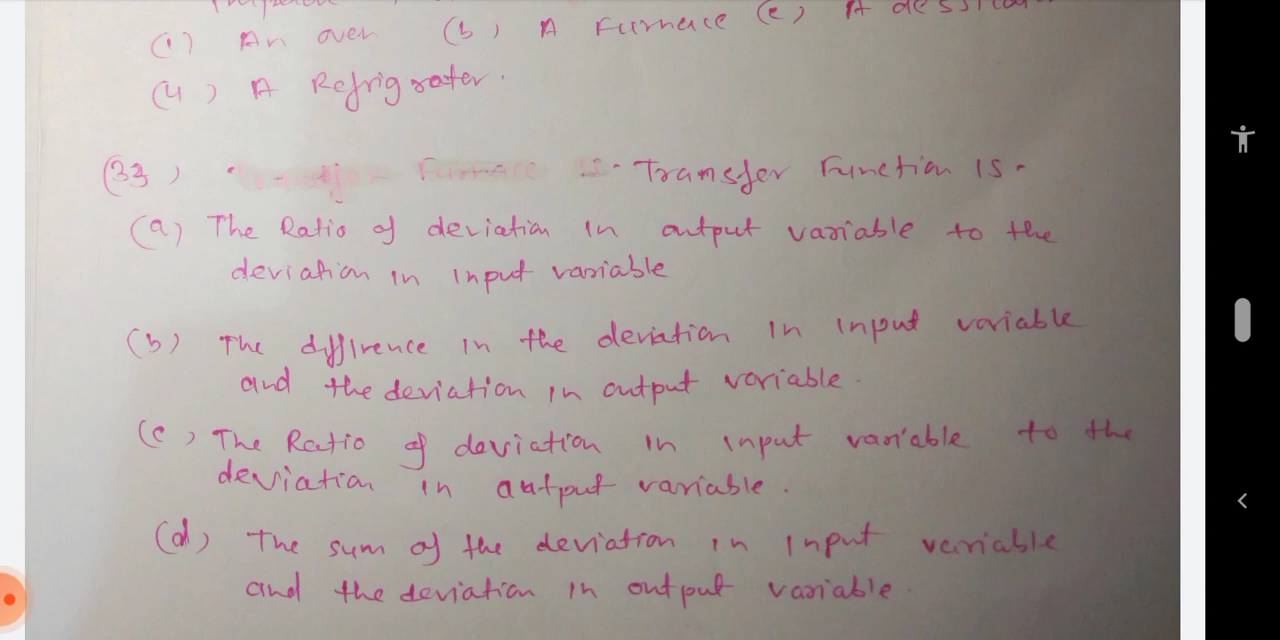 (1) An oven (b) A Furnace (c) A
(4) A Refrigrater.
(33) Furnace is - Transfer Function Is -
(a) The Ratio of deviation in output variable to the
deviation in input variable
(b) The diffirence in the deviation in input variable
and the deviation in output variable.
(c) The Ratio of deviation in input variable to the
deviation in output variable.
(d) The sum of the deviation in input variable
and the deviation in output variable.